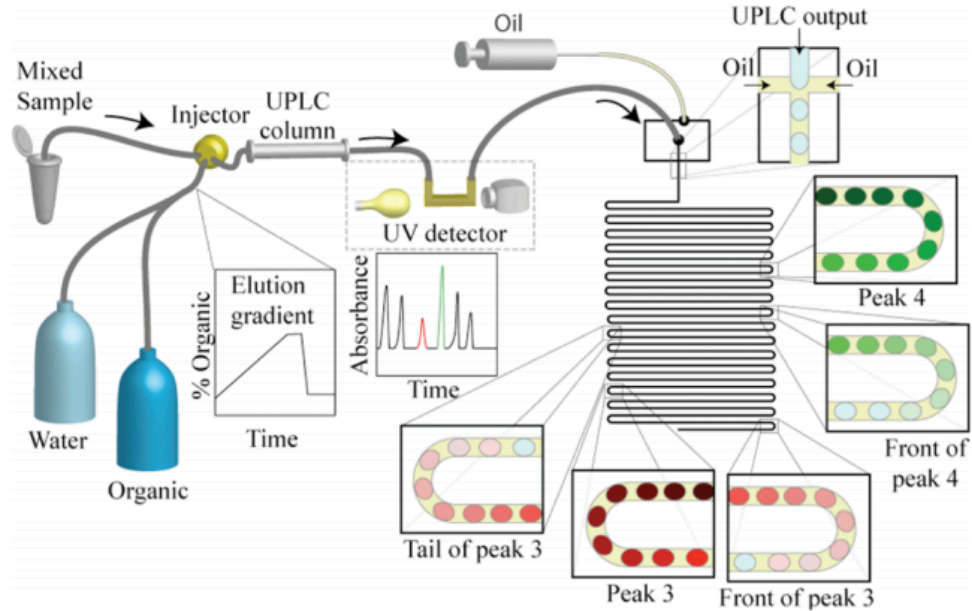 Mixed
Sample
Injector
UPLC
column
Oil
UPLC output
Oil
Oil
UV detector
Elution
gradient
% Organic
Time
Absorbance
Time
Water
Organic
Peak 4
Front of
peak 4
Tail of peak 3
Peak 3
Front of peak 3